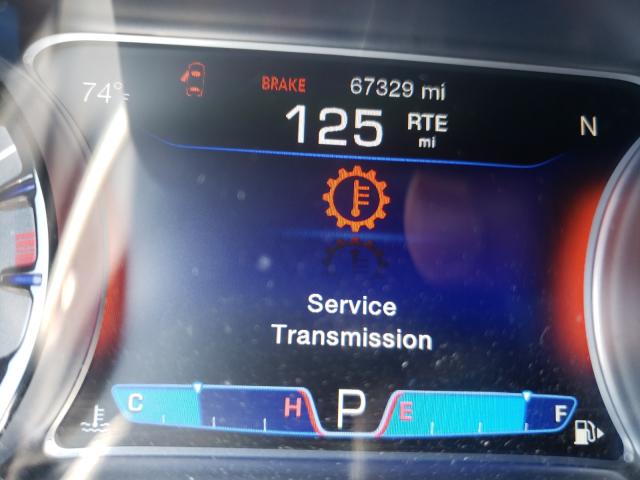 74°F BRAKE 67329 mi
125 RTE mi N
Service
Transmission
C H P E F